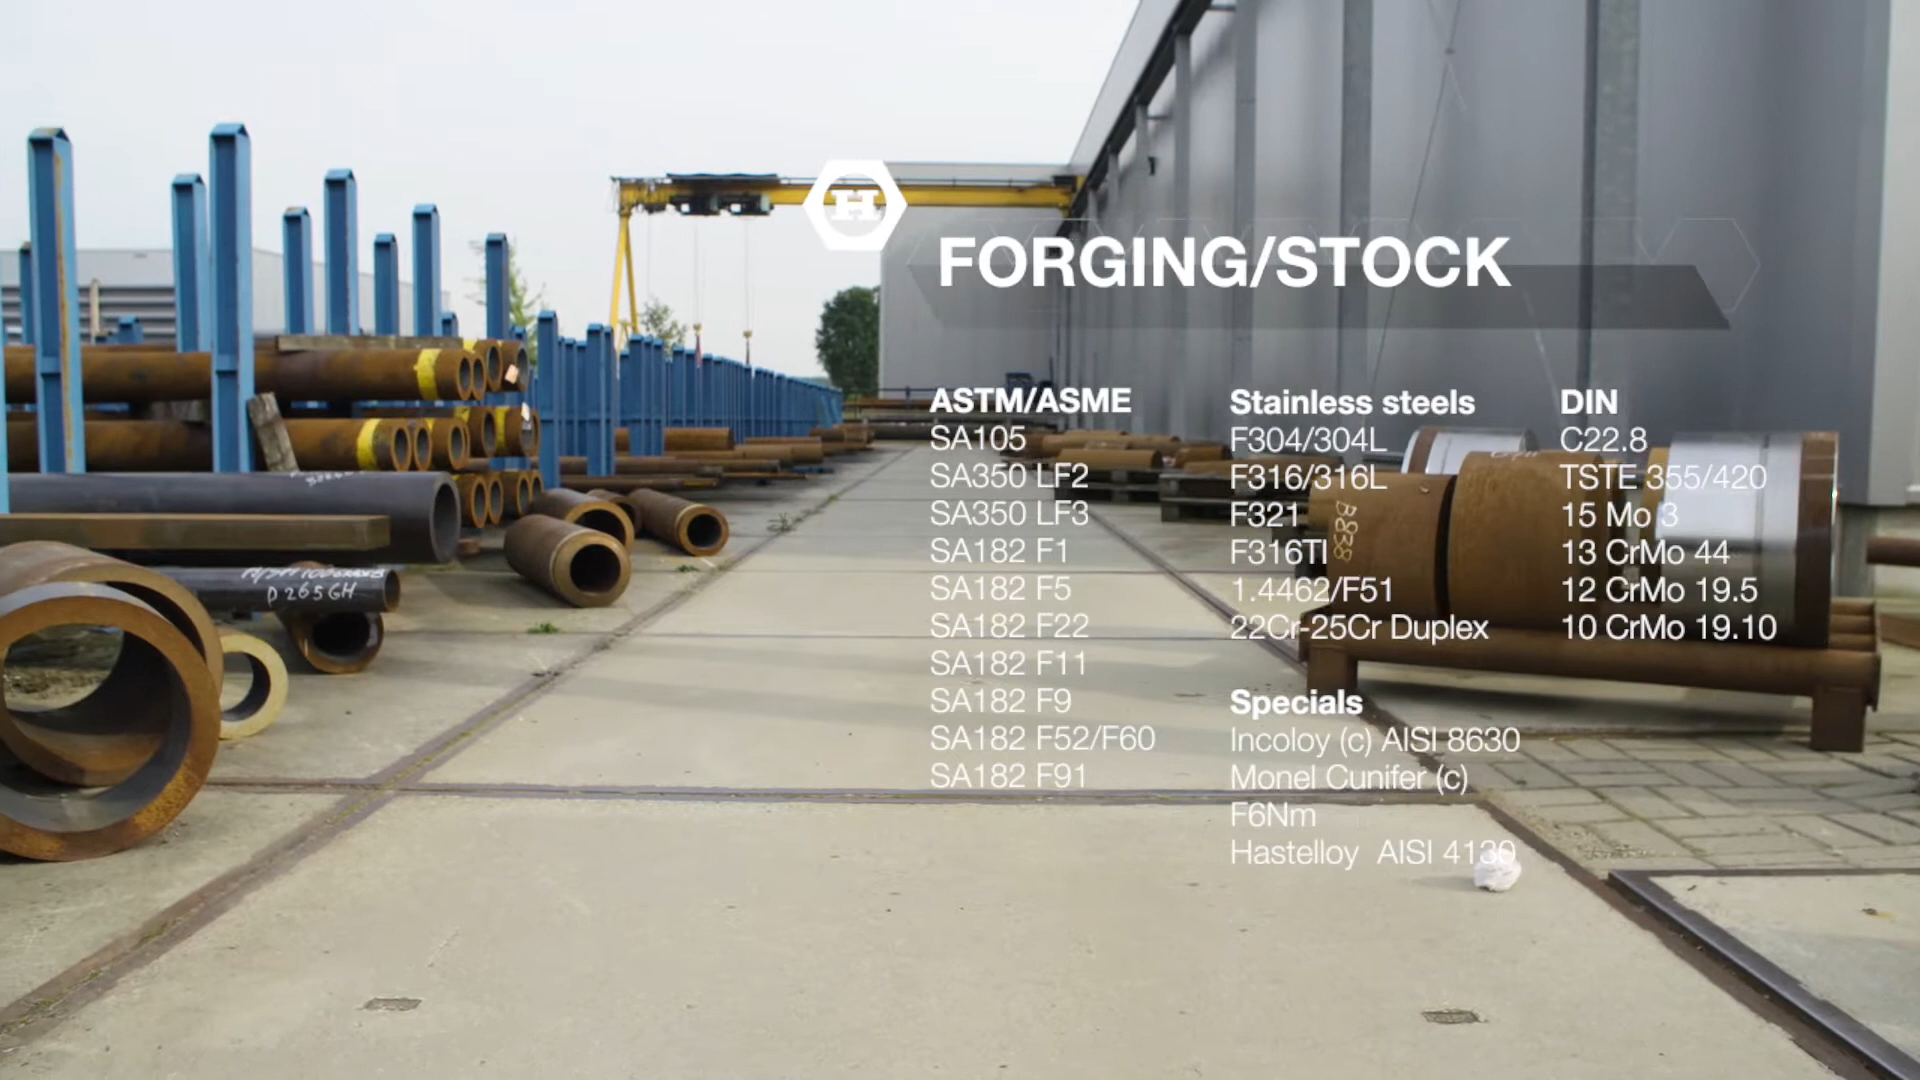 H
FORGING/STOCK
ASTM/ASME
SA105
SA350 LF2
SA350 LF3
SA182 F1
SA182 F5
SA182 F22
SA182 F11
SA182 F9
SA182 F52/F60
SA182 F91
Stainless steels
F304/304L
F316/316L
F321
F316TI
1.4462/F51
22Cr-25Cr Duplex
Specials
Incoloy (c) AISI 8630
Monel Cunifer (c)
F6Nm
Hastelloy AISI 4130
DIN
C22.8
TSTE 355/420
15 Mo 3
13 CrMo 44
12 CrMo 19.5
10 CrMo 19.10
P265GH
B838